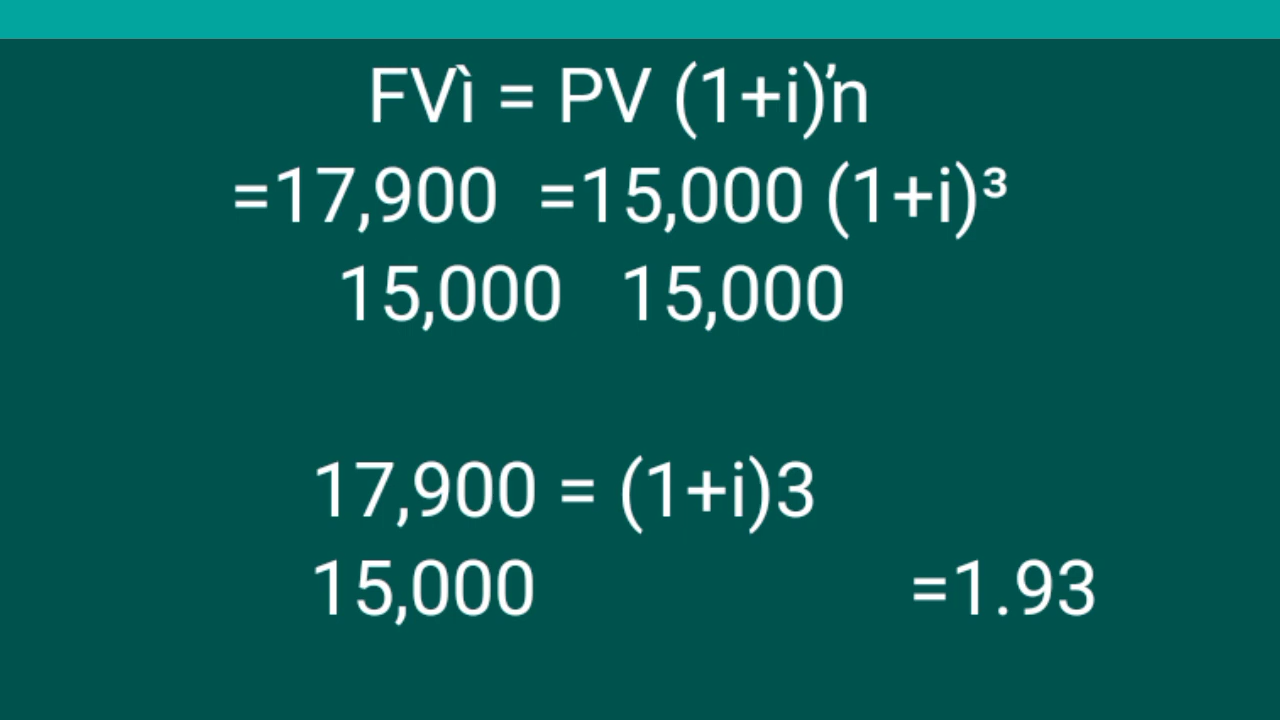 FVì = PV (1+i)ʼn
=17,900 =15,000 (1+i)³
15,000 15,000
17,900 = (1+i)3
15,000 =1.93